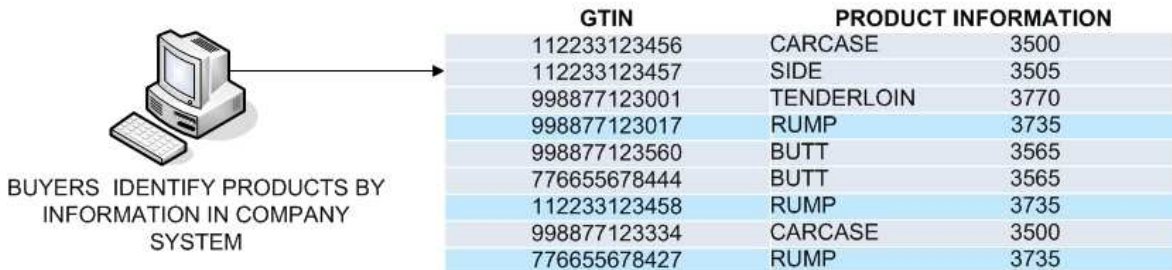 GTIN PRODUCT INFORMATION
112233123456 CARCASE 3500
112233123457 SIDE 3505
998877123001 TENDERLOIN 3770
998877123017 RUMP 3735
998877123560 BUTT 3565
776655678444 BUTT 3565
112233123458 RUMP 3735
998877123334 CARCASE 3500
776655678427 RUMP 3735
BUYERS IDENTIFY PRODUCTS BY
INFORMATION IN COMPANY
SYSTEM